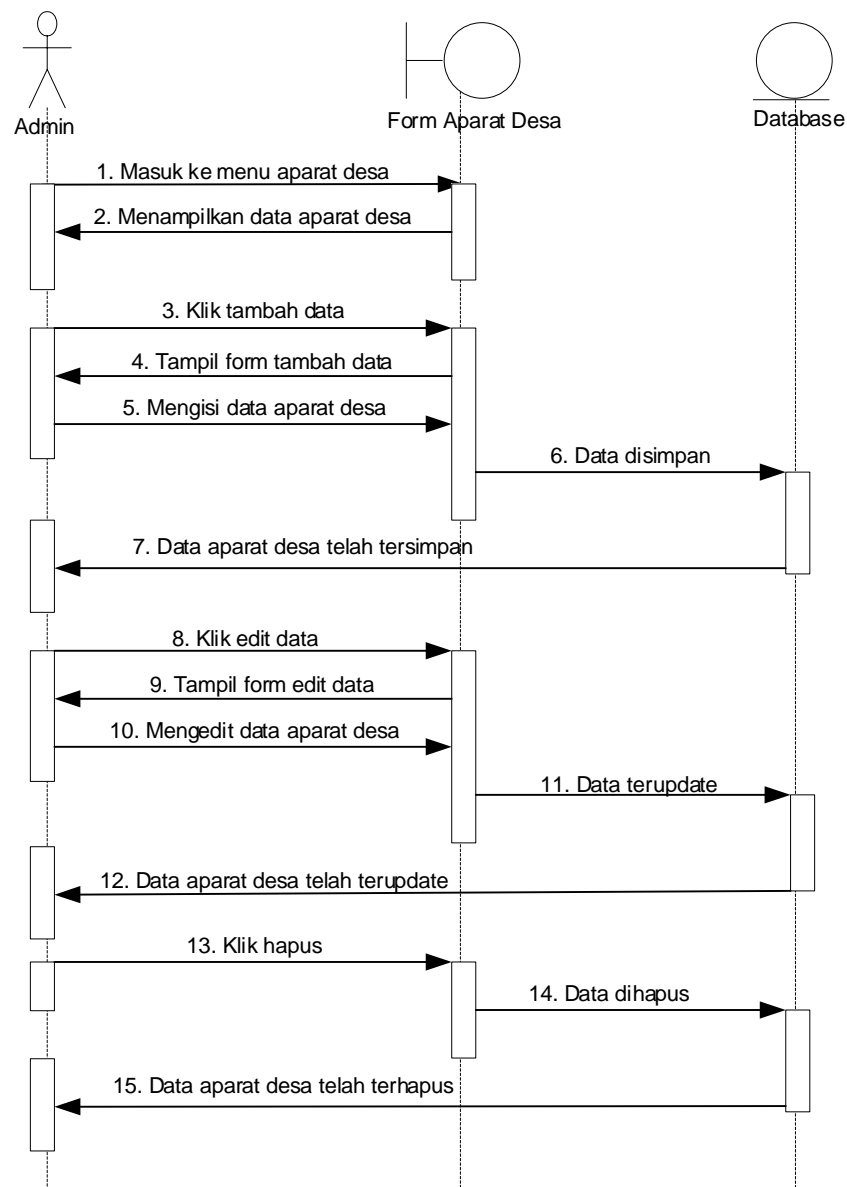 Admin
Form Aparat Desa
Database
1. Masuk ke menu aparat desa
2. Menampilkan data aparat desa
3. Klik tambah data
4. Tampil form tambah data
5. Mengisi data aparat desa
6. Data disimpan
7. Data aparat desa telah tersimpan
8. Klik edit data
9. Tampil form edit data
10. Mengedit data aparat desa
11. Data terupdate
12. Data aparat desa telah terupdate
13. Klik hapus
14. Data dihapus
15. Data aparat desa telah terhapus